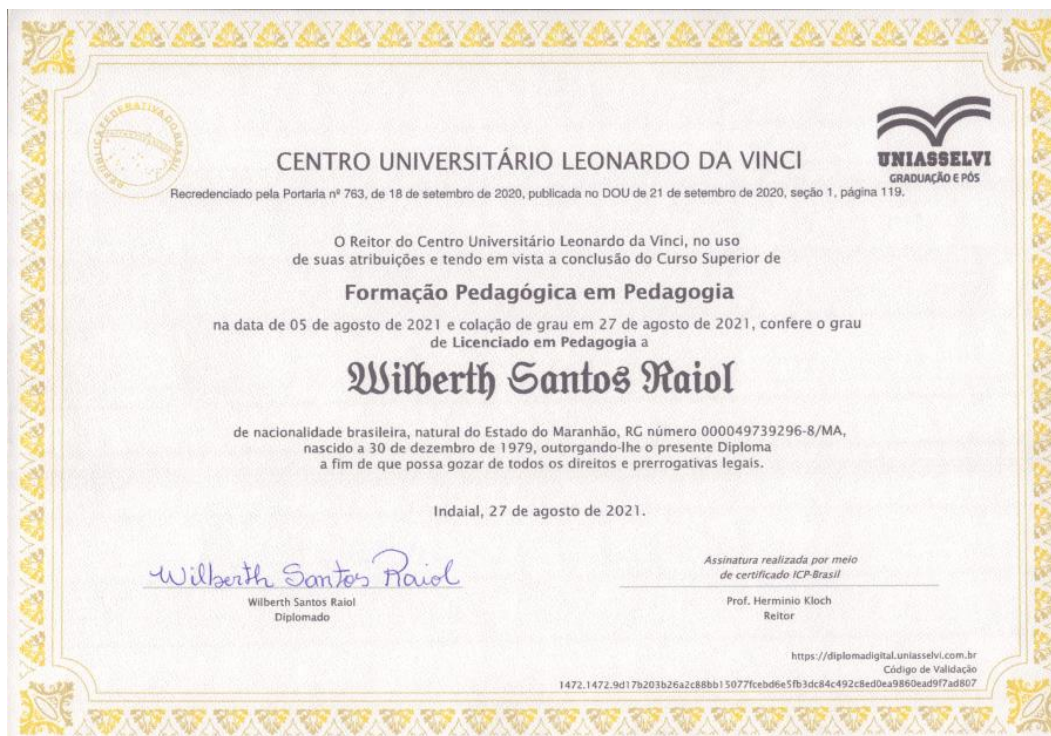 REPÚBLICA FEDERATIVA DO BRASIL
UNIASSELVI
GRADUAÇÃO E PÓS
CENTRO UNIVERSITÁRIO LEONARDO DA VINCI
Recredenciado pela Portaria nº 763, de 18 de setembro de 2020, publicada no DOU de 21 de setembro de 2020, seção 1, página 119.
O Reitor do Centro Universitário Leonardo da Vinci, no uso
de suas atribuições e tendo em vista a conclusão do Curso Superior de
Formação Pedagógica em Pedagogia
na data de 05 de agosto de 2021 e colação de grau em 27 de agosto de 2021, confere o grau
de Licenciado em Pedagogia a
Wilberth Santos Raiol
de nacionalidade brasileira, natural do Estado do Maranhão, RG número 000049739296-8/MA,
nascido a 30 de dezembro de 1979, outorgando-lhe o presente Diploma
a fim de que possa gozar de todos os direitos e prerrogativas legais.
Indaial, 27 de agosto de 2021.
Wilberth Santos Raiol
Wilberth Santos Raiol
Diplomado
Assinatura realizada por meio
de certificado ICP-Brasil
Prof. Herminio Kloch
Reitor
https://diplomadigital.uniasselvi.com.br
Código de Validação
1472.1472.9d17b203b26a2c88bb15077fcebd6e5fb3dc84c492c8ed0ea9860ead9f7ad807